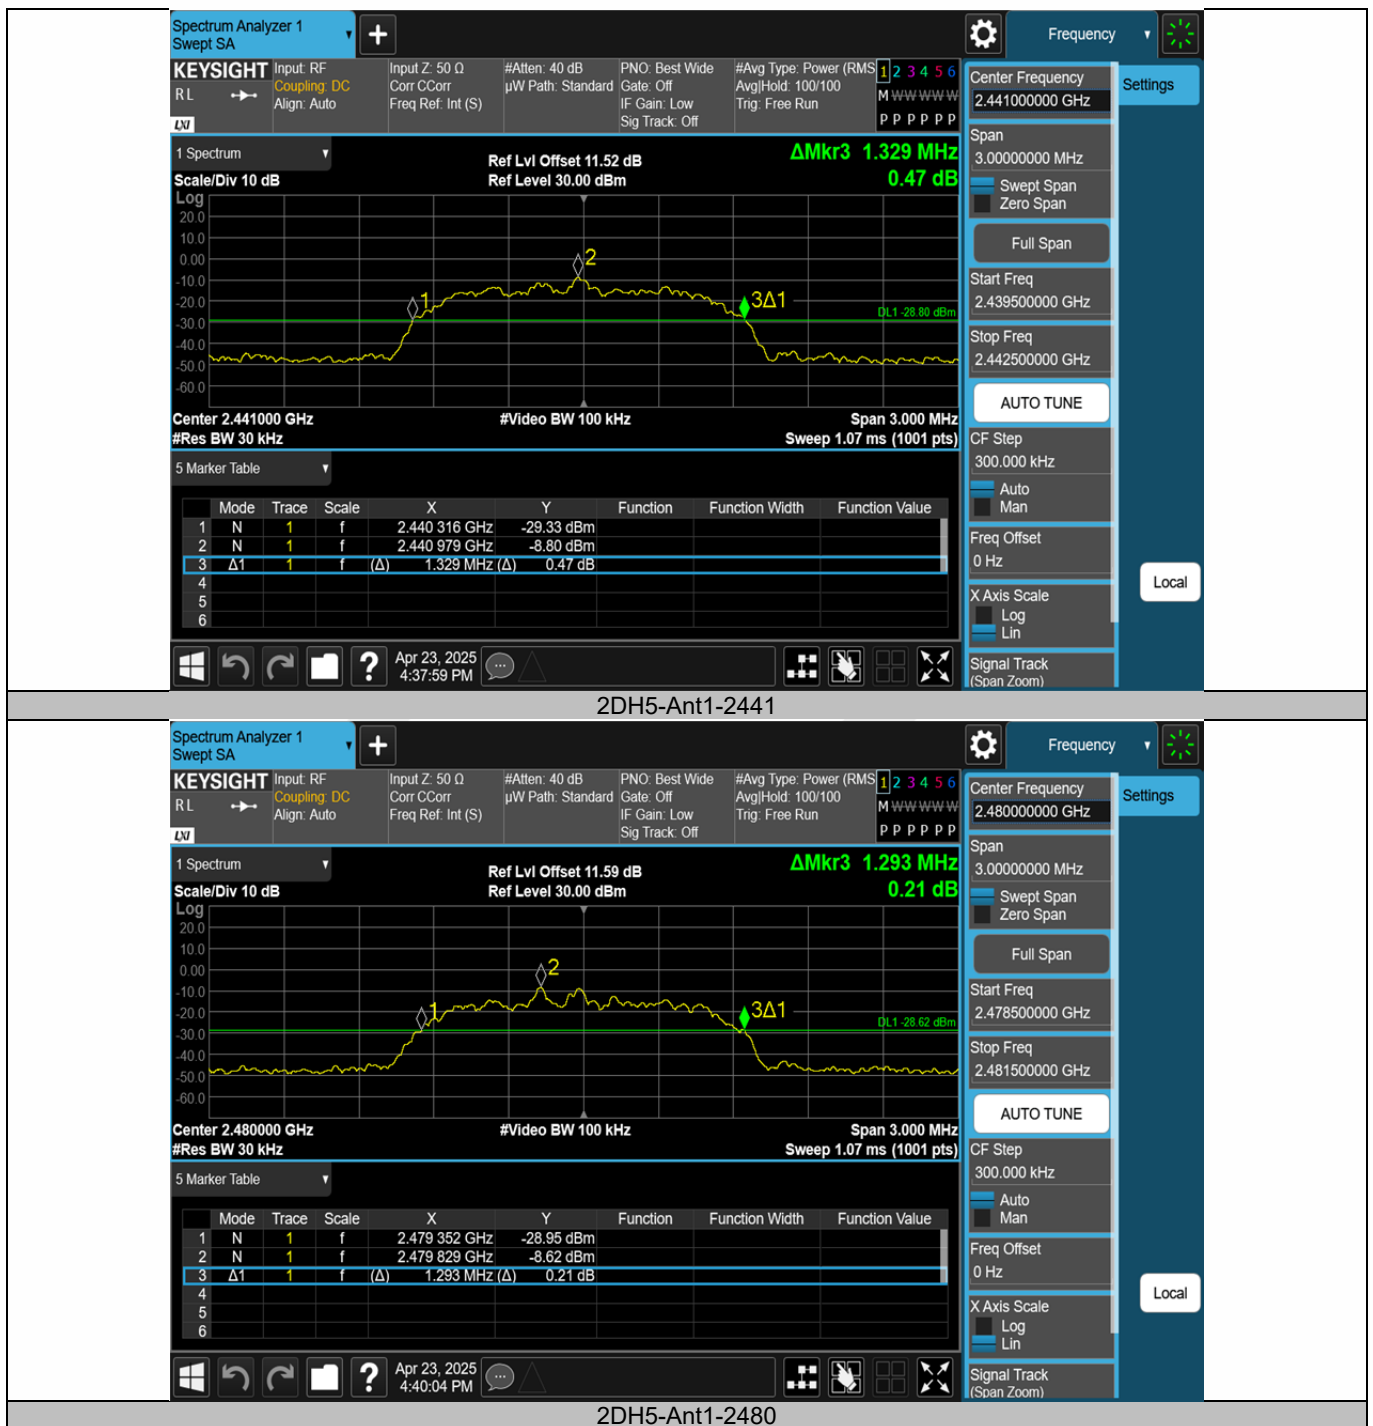 Spectrum Analyzer 1
Swept SA
+
Frequency
KEYSIGHT
R L
LXI
Input: RF
Coupling: DC
Align: Auto
Input Z: 50 Ω
Corr CCorr
Freq Ref: Int (S)
#Atten: 40 dB
µW Path: Standard
PNO: Best Wide
Gate: Off
IF Gain: Low
Sig Track: Off
#Avg Type: Power (RMS
Avg|Hold: 100/100
Trig: Free Run
1 2 3 4 5 6
M W W W W W
P P P P P P
Center Frequency
2.441000000 GHz
Settings
Span
3.00000000 MHz
Swept Span
Zero Span
Full Span
Start Freq
2.439500000 GHz
Stop Freq
2.442500000 GHz
AUTO TUNE
CF Step
300.000 kHz
Auto
Man
Freq Offset
0 Hz
X Axis Scale
Log
Lin
Local
Signal Track
(Span Zoom)
1 Spectrum
Scale/Div 10 dB
Ref Lvl Offset 11.52 dB
Ref Level 30.00 dBm
ΔMkr3 1.329 MHz
0.47 dB
Log
20.0
10.0
0.00
-10.0
-20.0
-30.0
-40.0
-50.0
-60.0
1
2
3Δ1
DL1 -28.80 dBm
Center 2.441000 GHz
#Video BW 100 kHz
Span 3.000 MHz
#Res BW 30 kHz
Sweep 1.07 ms (1001 pts)
5 Marker Table
Mode Trace Scale X Y Function Function Width Function Value
1 N 1 f 2.440 316 GHz -29.33 dBm
2 N 1 f 2.440 979 GHz -8.80 dBm
3 Δ1 1 f (Δ) 1.329 MHz (Δ) 0.47 dB
4
5
6
?
Apr 23, 2025
4:37:59 PM
2DH5-Ant1-2441
Spectrum Analyzer 1
Swept SA
+
Frequency
KEYSIGHT
R L
LXI
Input: RF
Coupling: DC
Align: Auto
Input Z: 50 Ω
Corr CCorr
Freq Ref: Int (S)
#Atten: 40 dB
µW Path: Standard
PNO: Best Wide
Gate: Off
IF Gain: Low
Sig Track: Off
#Avg Type: Power (RMS
Avg|Hold: 100/100
Trig: Free Run
1 2 3 4 5 6
M W W W W W
P P P P P P
Center Frequency
2.480000000 GHz
Settings
Span
3.00000000 MHz
Swept Span
Zero Span
Full Span
Start Freq
2.478500000 GHz
Stop Freq
2.481500000 GHz
AUTO TUNE
CF Step
300.000 kHz
Auto
Man
Freq Offset
0 Hz
X Axis Scale
Log
Lin
Local
Signal Track
(Span Zoom)
1 Spectrum
Scale/Div 10 dB
Ref Lvl Offset 11.59 dB
Ref Level 30.00 dBm
ΔMkr3 1.293 MHz
0.21 dB
Log
20.0
10.0
0.00
-10.0
-20.0
-30.0
-40.0
-50.0
-60.0
1
2
3Δ1
DL1 -28.62 dBm
Center 2.480000 GHz
#Video BW 100 kHz
Span 3.000 MHz
#Res BW 30 kHz
Sweep 1.07 ms (1001 pts)
5 Marker Table
Mode Trace Scale X Y Function Function Width Function Value
1 N 1 f 2.479 352 GHz -28.95 dBm
2 N 1 f 2.479 829 GHz -8.62 dBm
3 Δ1 1 f (Δ) 1.293 MHz (Δ) 0.21 dB
4
5
6
?
Apr 23, 2025
4:40:04 PM
2DH5-Ant1-2480